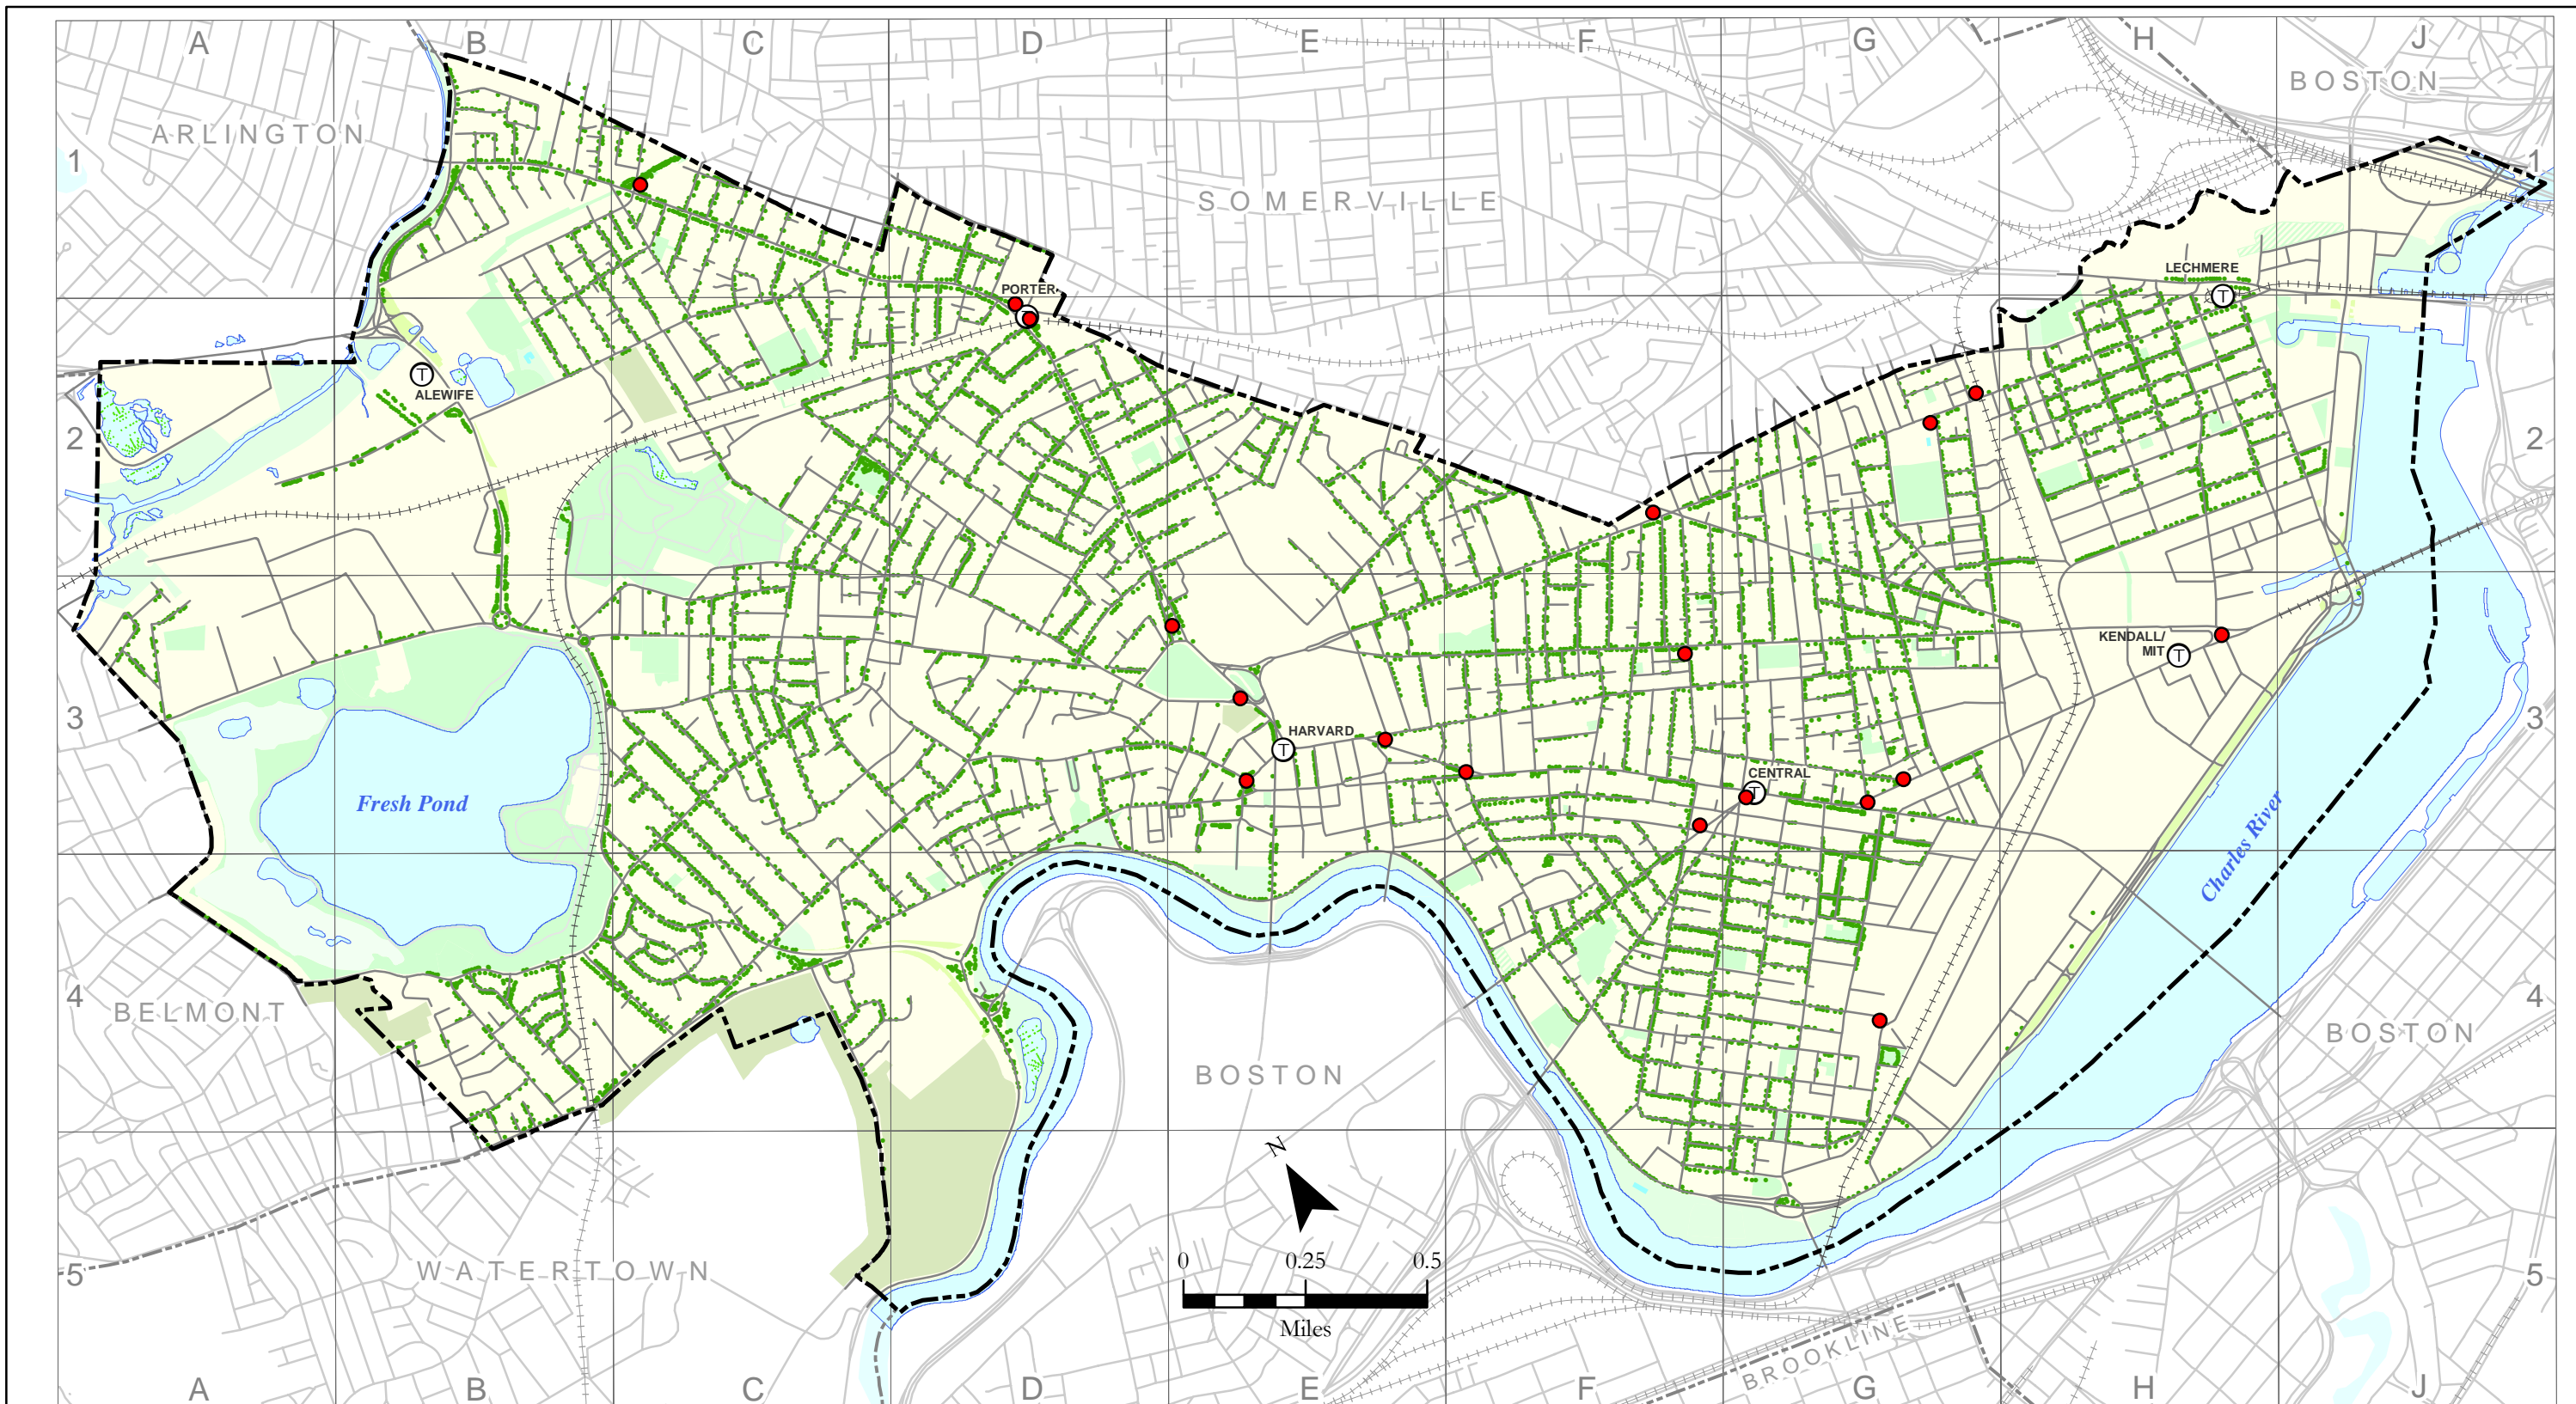 A B C D E F G H J
BOSTON
ARLINGTON
1 1
SOMERVILLE
LECHMERE
T
PORTER
T
T
ALEWIFE
2 2
KENDALL/
MIT
T
3 3
HARVARD
T
CENTRAL
T
Fresh Pond
Charles River
4 4
BELMONT
BOSTON
BOSTON
N
0 0.25 0.5
Miles
WATERTOWN
5 5
BROOKLINE
A B C D E F G H J